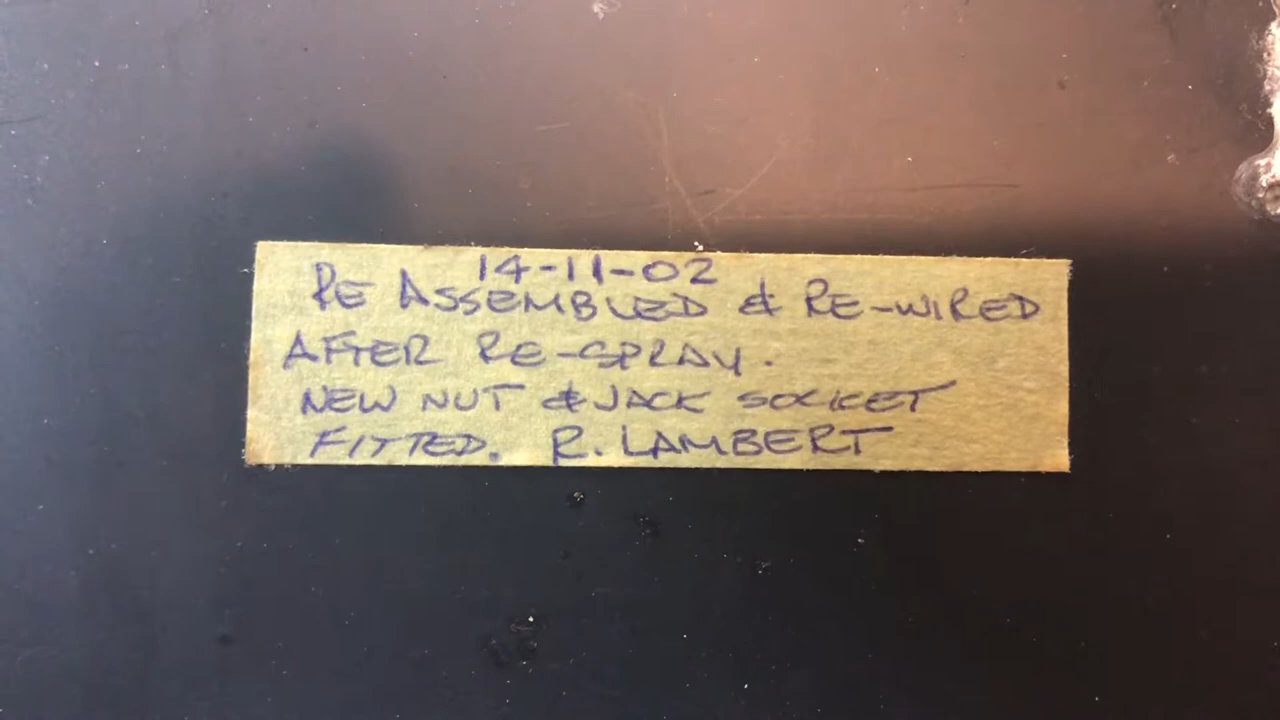 14-11-02
RE ASSEMBLED & RE-WIRED
AFTER RE-SPRAY.
NEW NUT & JACK SOCKET
FITTED. R. LAMBERT